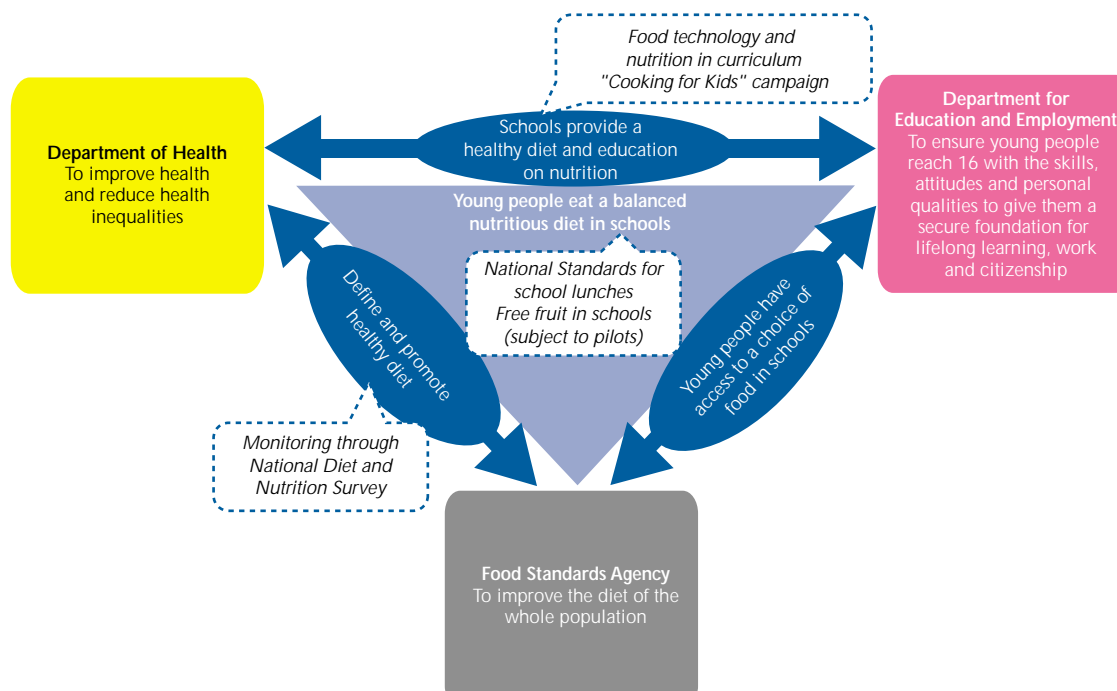 Food technology and
nutrition in curriculum
"Cooking for Kids" campaign
Department of Health
To improve health
and reduce health
inequalities
Schools provide a
healthy diet and education
on nutrition
Department for
Education and Employment
To ensure young people
reach 16 with the skills,
attitudes and personal
qualities to give them a
secure foundation for
lifelong learning, work
and citizenship
Young people eat a balanced
nutritious diet in schools
National Standards for
school lunches
Free fruit in schools
(subject to pilots)
Define and promote
healthy diet
Young people have
access to a choice of
food in schools
Monitoring through
National Diet and
Nutrition Survey
Food Standards Agency
To improve the diet of the
whole population